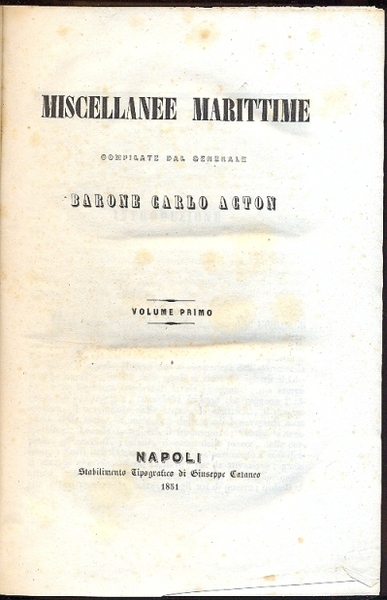 MISCELLANEE MARITTIME
COMPILATE DAL GENERALE
BARONE CARLO ACTON
VOLUME PRIMO
NAPOLI
Stabilimento Tipografico di Giuseppe Cataneo
1851